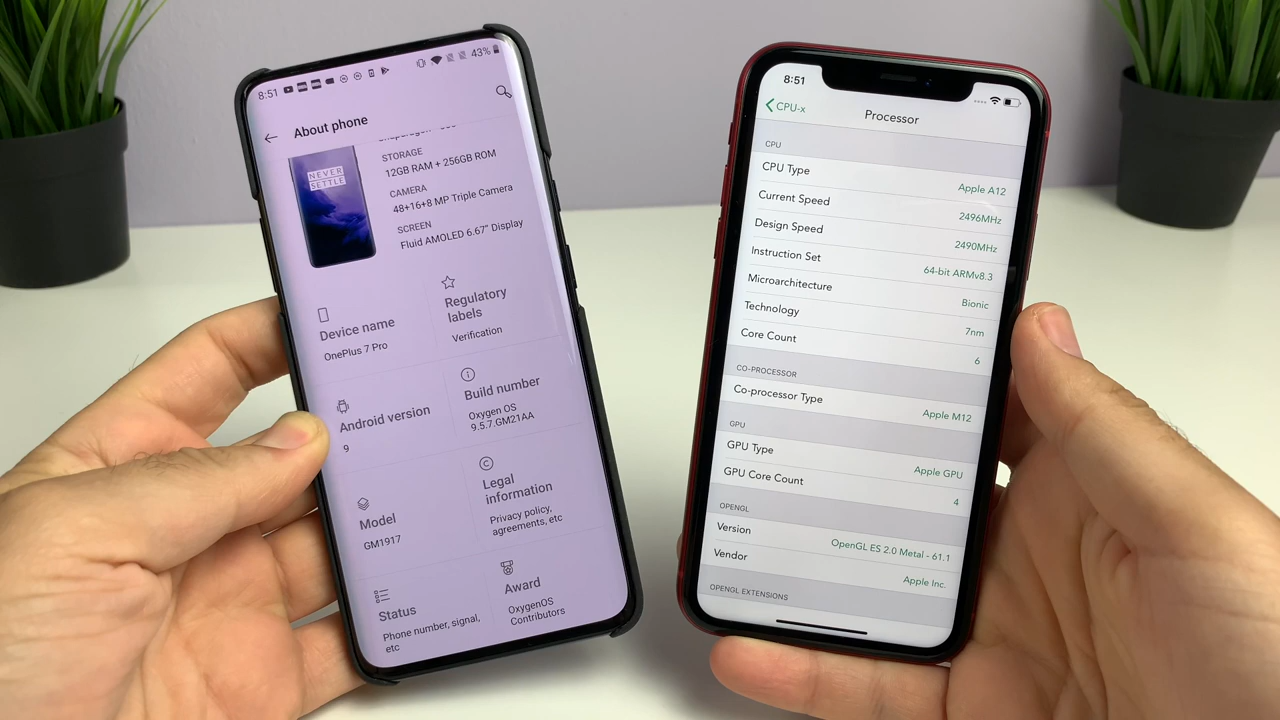 8:51
43%
About phone
STORAGE
12GB RAM + 256GB ROM
CAMERA
48+16+8 MP Triple Camera
SCREEN
Fluid AMOLED 6.67" Display
NEVER
SETTLE
Device name
OnePlus 7 Pro
Regulatory
labels
Verification
Android version
9
Build number
Oxygen OS
9.5.7.GM21AA
Model
GM1917
Legal
information
Privacy policy,
agreements, etc
Status
Phone number, signal,
etc
Award
OxygenOS
Contributors
8:51
CPU-x
Processor
CPU
CPU Type Apple A12
Current Speed 2496MHz
Design Speed 2490MHz
Instruction Set 64-bit ARMv8.3
Microarchitecture Bionic
Technology 7nm
Core Count 6
CO-PROCESSOR
Co-processor Type Apple M12
GPU
GPU Type Apple GPU
GPU Core Count 4
OPENGL
Version OpenGL ES 2.0 Metal - 61.1
Vendor Apple Inc.
OPENGL EXTENSIONS